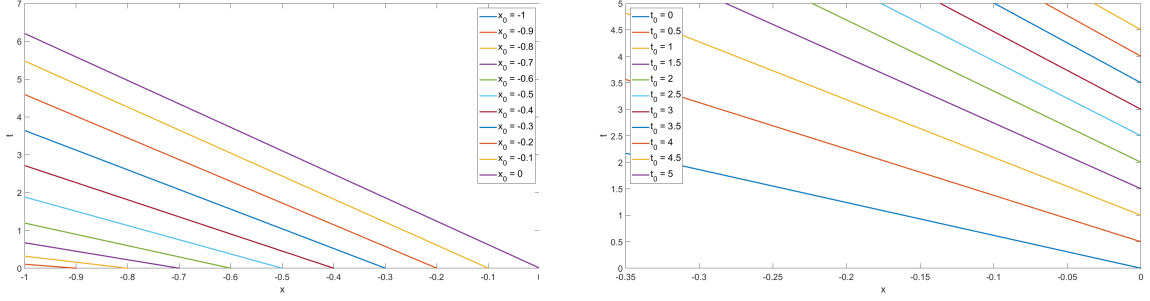 7
6
5
4
3
2
1
0
t
-1
-0.9
-0.8
-0.7
-0.6
-0.5
-0.4
-0.3
-0.2
-0.1
0
x
x0 = -1
x0 = -0.9
x0 = -0.8
x0 = -0.7
x0 = -0.6
x0 = -0.5
x0 = -0.4
x0 = -0.3
x0 = -0.2
x0 = -0.1
x0 = 0
5
4.5
4
3.5
3
2.5
2
1.5
1
0.5
0
t
-0.35
-0.3
-0.25
-0.2
-0.15
-0.1
-0.05
0
x
t0 = 0
t0 = 0.5
t0 = 1
t0 = 1.5
t0 = 2
t0 = 2.5
t0 = 3
t0 = 3.5
t0 = 4
t0 = 4.5
t0 = 5